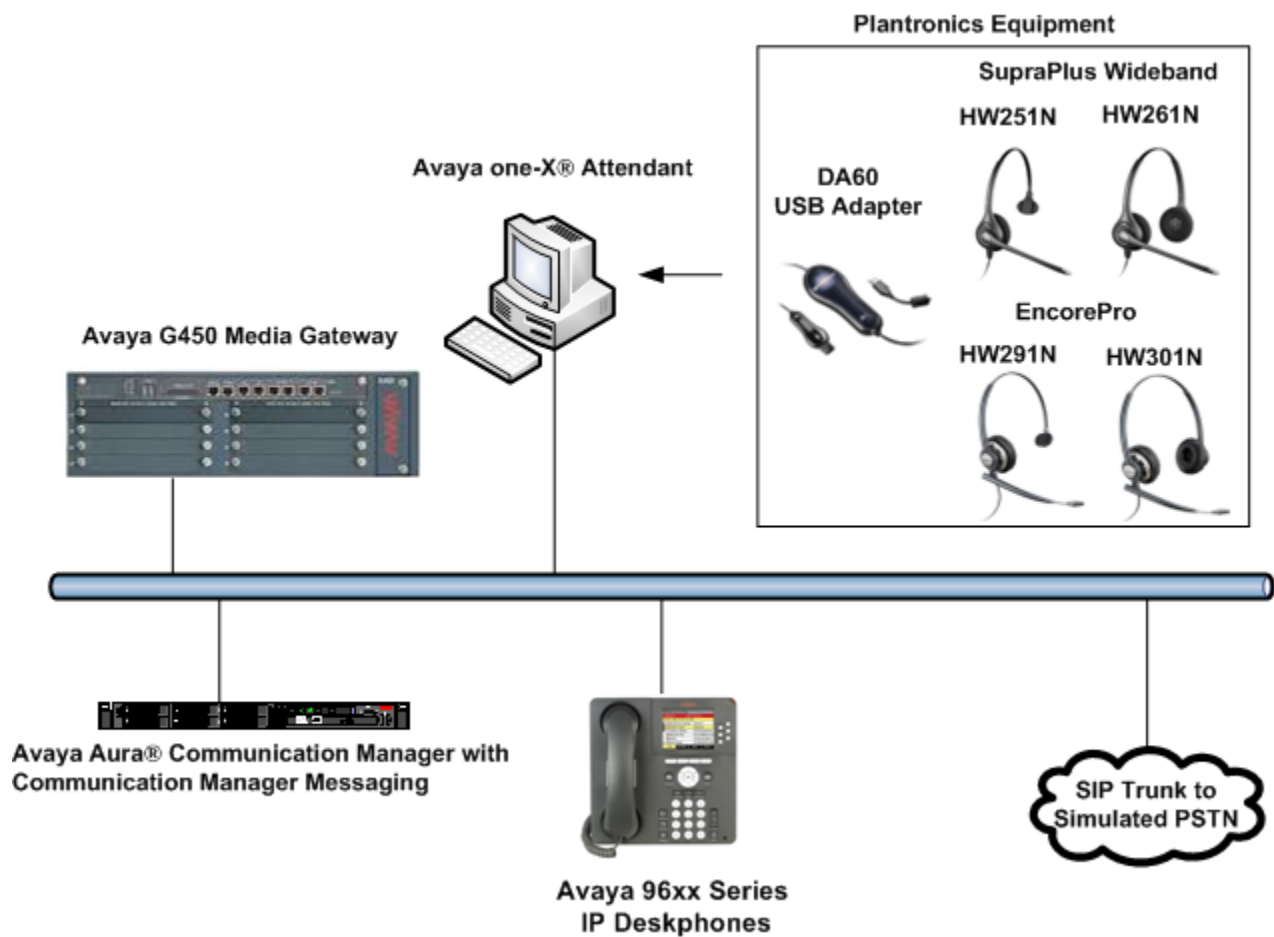 Plantronics Equipment
SupraPlus Wideband
HW251N
HW261N
Avaya one-X® Attendant
DA60
USB Adapter
EncorePro
Avaya G450 Media Gateway
HW291N
HW301N
AVAYA
Avaya Aura® Communication Manager with
Communication Manager Messaging
SIP Trunk to
Simulated PSTN
Avaya 96xx Series
IP Deskphones